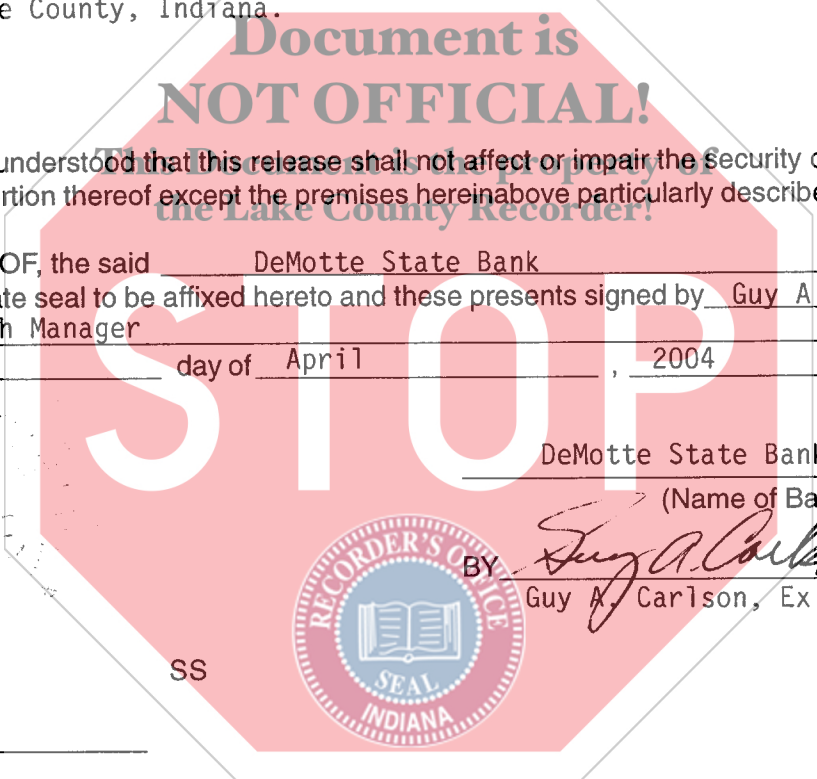 e County, Indiana.
Document is
NOT OFFICIAL!
understood that this release shall not affect or impair the security o
This Document is the property of
rtion thereof except the premises hereinabove particularly describe
the Lake County Recorder!
OF, the said DeMotte State Bank
te seal to be affixed hereto and these presents signed by Guy A
h Manager
day of April , 2004
STOP
DeMotte State Bank
(Name of Ba
BY Guy A. Carls
Guy A. Carlson, Ex
RECORDER'S OFFICE
SEAL
INDIANA
SS